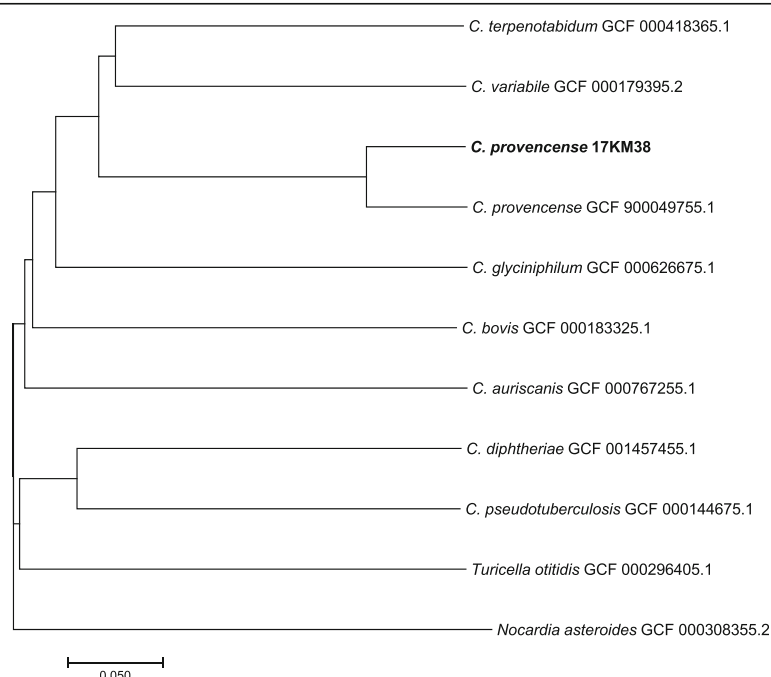 C. terpenotabidum GCF 000418365.1
C. variabile GCF 000179395.2
C. provencense 17KM38
C. provencense GCF 900049755.1
C. glyciniphilum GCF 000626675.1
C. bovis GCF 000183325.1
C. auriscanis GCF 000767255.1
C. diphtheriae GCF 001457455.1
C. pseudotuberculosis GCF 000144675.1
Turicella otitidis GCF 000296405.1
Nocardia asteroides GCF 000308355.2
0.050